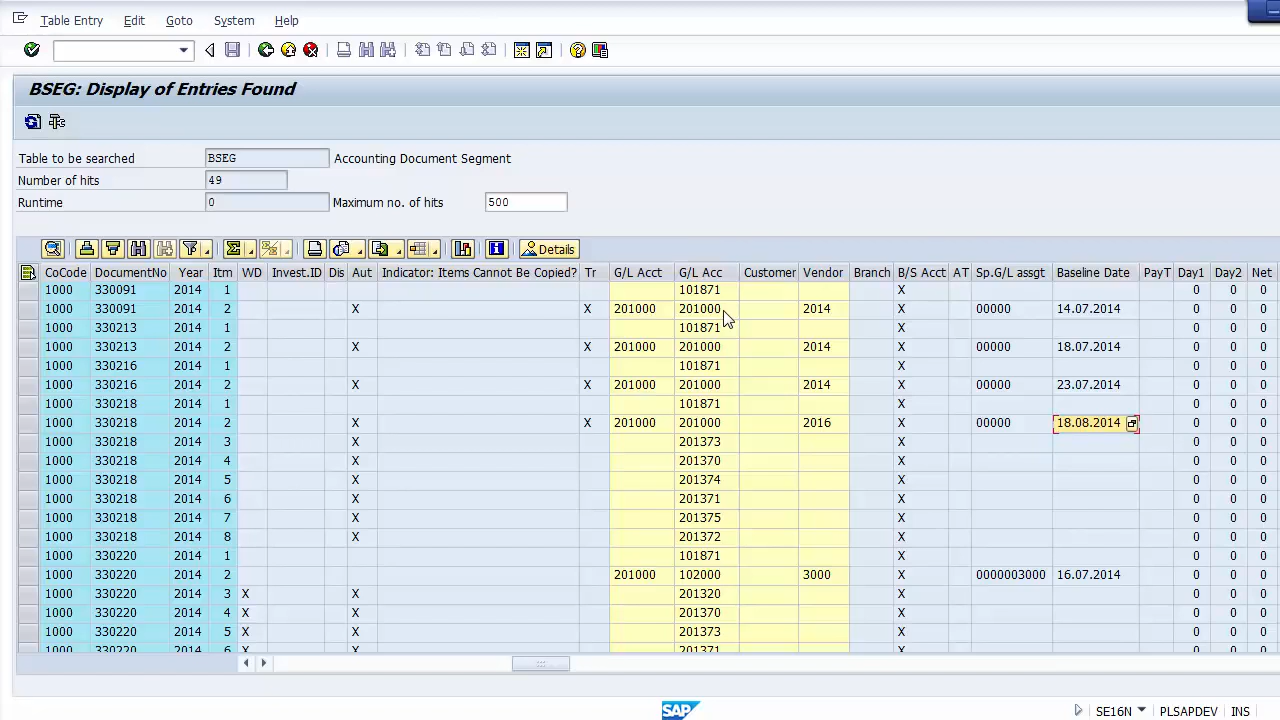 Table Entry Edit Goto System Help
BSEG: Display of Entries Found
Table to be searched BSEG Accounting Document Segment
Number of hits 49
Runtime 0 Maximum no. of hits 500
Details
CoCode DocumentNo Year Itm WD Invest.ID Dis Aut Indicator: Items Cannot Be Copied? Tr G/L Acct G/L Acc Customer Vendor Branch B/S Acct AT Sp.G/L assgt Baseline Date PayT Day1 Day2 Net
1000 330091 2014 1 101871 X 0 0 0
1000 330091 2014 2 X X 201000 201000 2014 X 00000 14.07.2014 0 0 0
1000 330213 2014 1 101871 X 0 0 0
1000 330213 2014 2 X X 201000 201000 2014 X 00000 18.07.2014 0 0 0
1000 330216 2014 1 101871 X 0 0 0
1000 330216 2014 2 X X 201000 201000 2014 X 00000 23.07.2014 0 0 0
1000 330218 2014 1 101871 X 0 0 0
1000 330218 2014 2 X X 201000 201000 2016 X 00000 18.08.2014 0 0 0
1000 330218 2014 3 X 201373 X 0 0 0
1000 330218 2014 4 X 201370 X 0 0 0
1000 330218 2014 5 X 201374 X 0 0 0
1000 330218 2014 6 X 201371 X 0 0 0
1000 330218 2014 7 X 201375 X 0 0 0
1000 330218 2014 8 X 201372 X 0 0 0
1000 330220 2014 1 101871 X 0 0 0
1000 330220 2014 2 201000 102000 3000 X 0000003000 16.07.2014 0 0 0
1000 330220 2014 3 X X 201320 X 0 0 0
1000 330220 2014 4 X X 201370 X 0 0 0
1000 330220 2014 5 X X 201373 X 0 0 0
1000 330220 2014 6 X X 201371 X 0 0 0
SAP SE16N PLSAPDEV INS